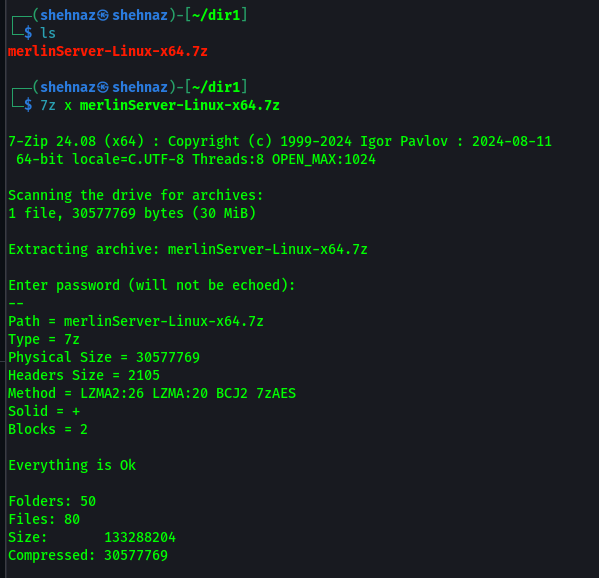 ┌──(shehnaz㉿shehnaz)-[~/dir1]
└─$ ls
merlinServer-Linux-x64.7z
┌──(shehnaz㉿shehnaz)-[~/dir1]
└─$ 7z x merlinServer-Linux-x64.7z
7-Zip 24.08 (x64) : Copyright (c) 1999-2024 Igor Pavlov : 2024-08-11
 64-bit locale=C.UTF-8 Threads:8 OPEN_MAX:1024
Scanning the drive for archives:
1 file, 30577769 bytes (30 MiB)
Extracting archive: merlinServer-Linux-x64.7z
Enter password (will not be echoed):
--
Path = merlinServer-Linux-x64.7z
Type = 7z
Physical Size = 30577769
Headers Size = 2105
Method = LZMA2:26 LZMA:20 BCJ2 7zAES
Solid = +
Blocks = 2
Everything is Ok
Folders: 50
Files: 80
Size:       133288204
Compressed: 30577769